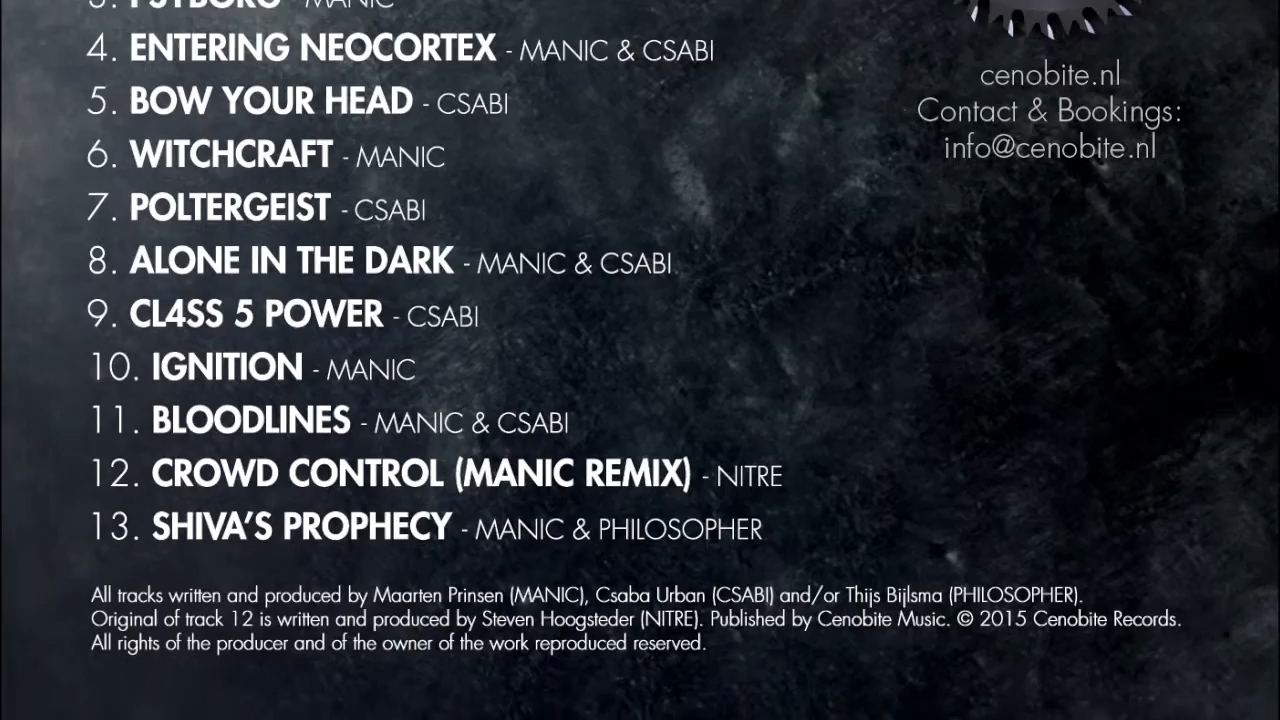 4. ENTERING NEOCORTEX - MANIC & CSABI
5. BOW YOUR HEAD - CSABI
6. WITCHCRAFT - MANIC
7. POLTERGEIST - CSABI
8. ALONE IN THE DARK - MANIC & CSABI
9. CL4SS 5 POWER - CSABI
10. IGNITION - MANIC
11. BLOODLINES - MANIC & CSABI
12. CROWD CONTROL (MANIC REMIX) - NITRE
13. SHIVA'S PROPHECY - MANIC & PHILOSOPHER
cenobite.nl
Contact & Bookings:
info@cenobite.nl
All tracks written and produced by Maarten Prinsen (MANIC), Csaba Urban (CSABI) and/or Thijs Bijlsma (PHILOSOPHER).
Original of track 12 is written and produced by Steven Hoogsteder (NITRE). Published by Cenobite Music. © 2015 Cenobite Records.
All rights of the producer and of the owner of the work reproduced reserved.